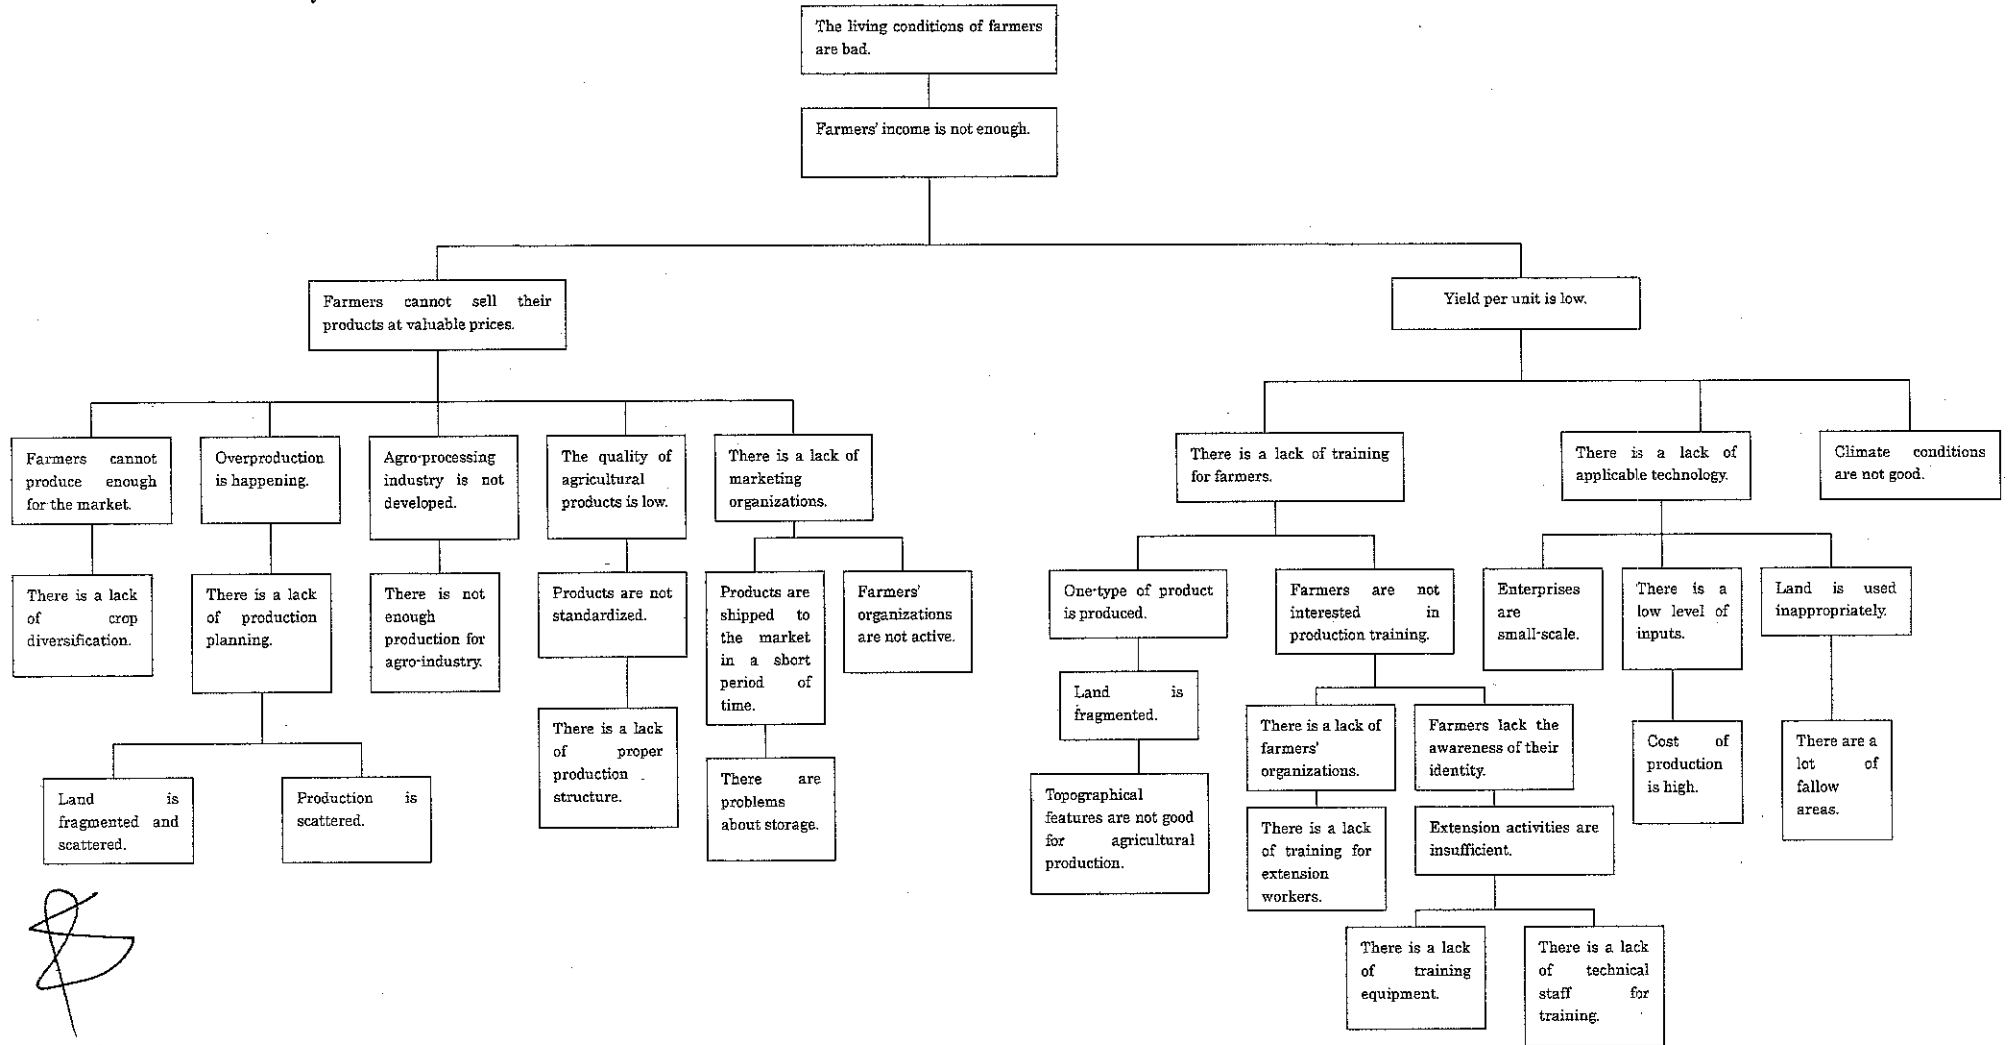 The living conditions of farmers
are bad.
Farmers' income is not enough.
Farmers cannot sell their
products at valuable prices.
Yield per unit is low.
Farmers cannot
produce enough
for the market.
Overproduction
is happening.
Agro-processing
industry is not
developed.
The quality of
agricultural
products is low.
There is a lack of
marketing
organizations.
There is a lack of training
for farmers.
There is a lack of
applicable technology.
Climate conditions
are not good.
There is a lack
of crop
diversification.
There is a lack
of production
planning.
There is not
enough
production for
agro-industry.
Products are not
standardized.
Products are
shipped to
the market
in a short
period of
time.
Farmers'
organizations
are not active.
One-type of product
is produced.
Farmers are not
interested in
production training.
Enterprises
are
small-scale.
There is a
low level of
inputs.
Land is used
inappropriately.
Land is
fragmented and
scattered.
Production is
scattered.
There is a lack
of proper
production
structure.
There are
problems
about storage.
Land is
fragmented.
Topographical
features are not good
for agricultural
production.
There is a lack of
farmers'
organizations.
Farmers lack the
awareness of their
identity.
Cost of
production
is high.
There are a
lot of
fallow
areas.
There is a lack
of training for
extension
workers.
Extension activities are
insufficient.
There is a lack
of training
equipment.
There is a lack
of technical
staff for
training.